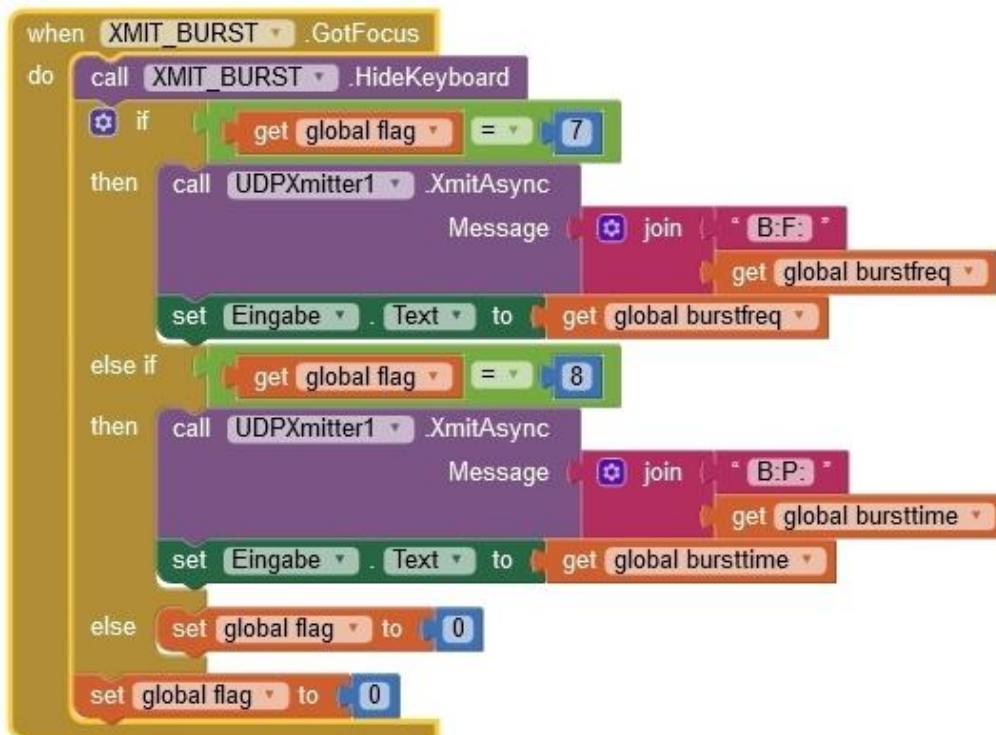 when XMIT_BURST .GotFocus
do call XMIT_BURST .HideKeyboard
if get global flag = 7
then call UDPXmitter1 .XmitAsync
Message join " B:F: "
get global burstfreq
set Eingabe . Text to get global burstfreq
else if get global flag = 8
then call UDPXmitter1 .XmitAsync
Message join " B:P: "
get global bursttime
set Eingabe . Text to get global bursttime
else set global flag to 0
set global flag to 0